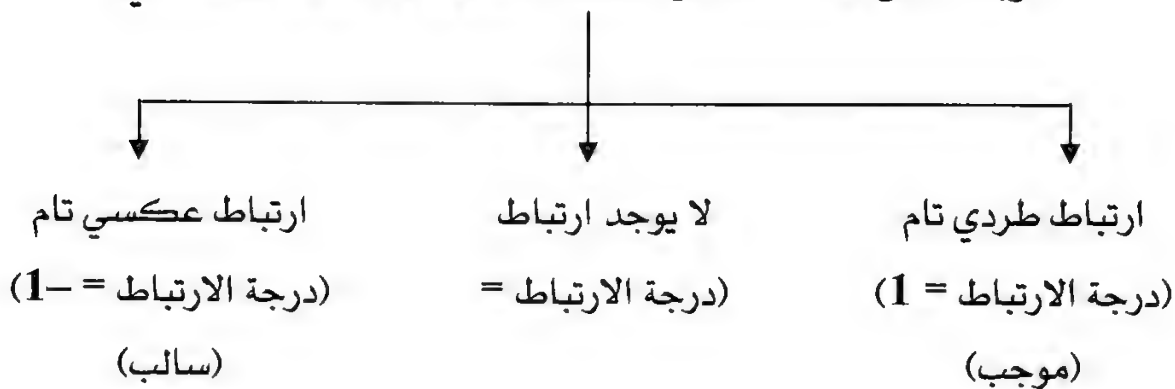 ارتباط طردي تام
(درجة الارتباط = 1)
(موجب)
لا يوجد ارتباط
(درجة الارتباط =
ارتباط عكسي تام
(درجة الارتباط = –1)
(سالب)